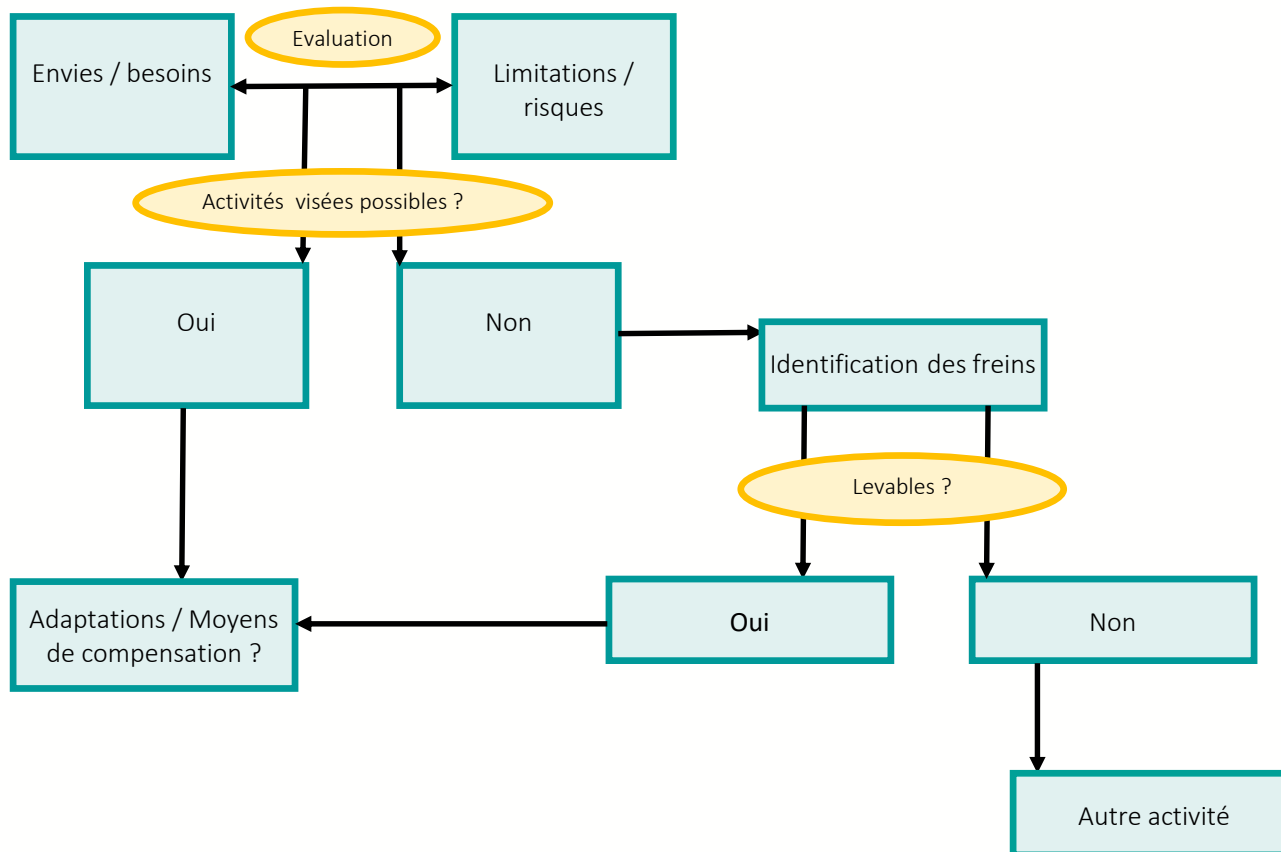 Evaluation
Envies / besoins
Limitations /
risques
Activités  visées possibles ?
Oui
Non
Identification des freins
Levables ?
Adaptations / Moyens
de compensation ?
Oui
Non
Autre activité